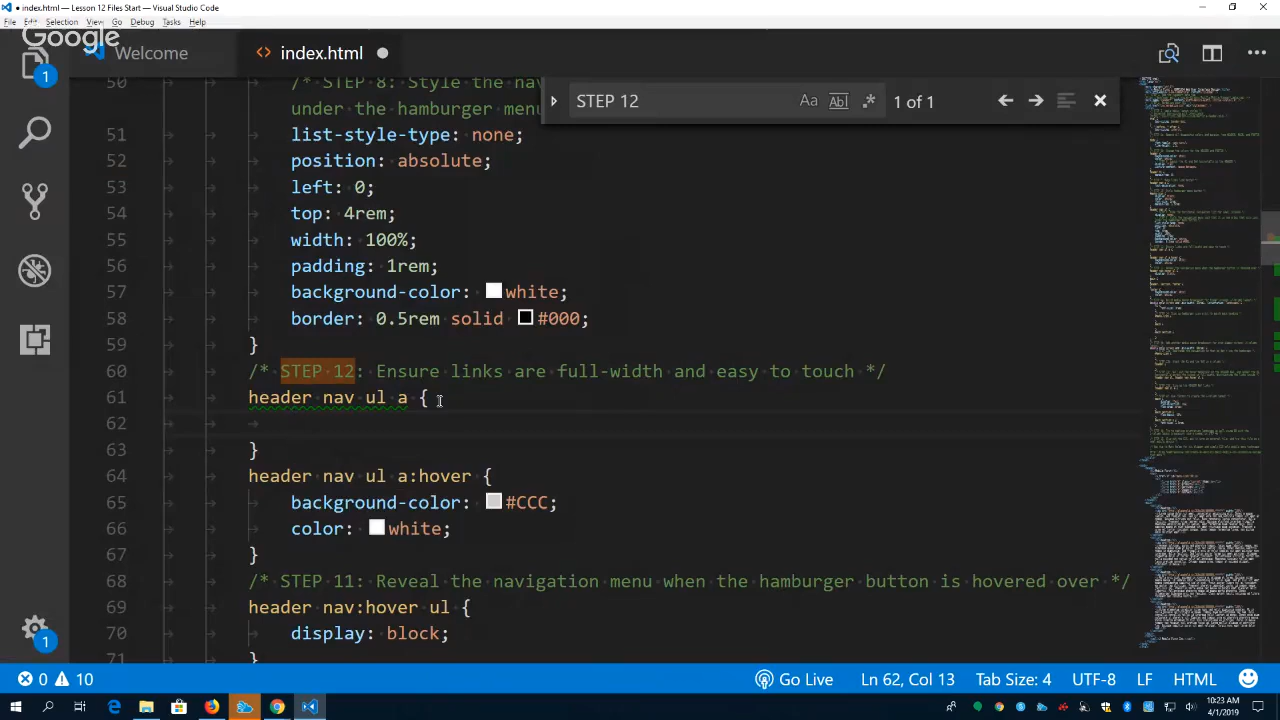 index.html — Lesson 12 Files Start — Visual Studio Code
File Edit Selection View Go Debug Tasks Help
Google
Welcome
index.html
50 /* STEP 8: Style the nav
under the hamburger menu
STEP 12
Aa Abl .* 1 of 1
51 list-style-type: none;
52 position: absolute;
53 left: 0;
54 top: 4rem;
55 width: 100%;
56 padding: 1rem;
57 background-color: white;
58 border: 0.5rem solid #000;
59 }
60 /* STEP 12: Ensure links are full-width and easy to touch */
61 header nav ul a {
62
63 }
64 header nav ul a:hover {
65 background-color: #CCC;
66 color: white;
67 }
68 /* STEP 11: Reveal the navigation menu when the hamburger button is hovered over */
69 header nav:hover ul {
70 display: block;
71 }
1
1
0 10
Go Live Ln 62, Col 13 Tab Size: 4 UTF-8 LF HTML
10:23 AM
4/1/2019